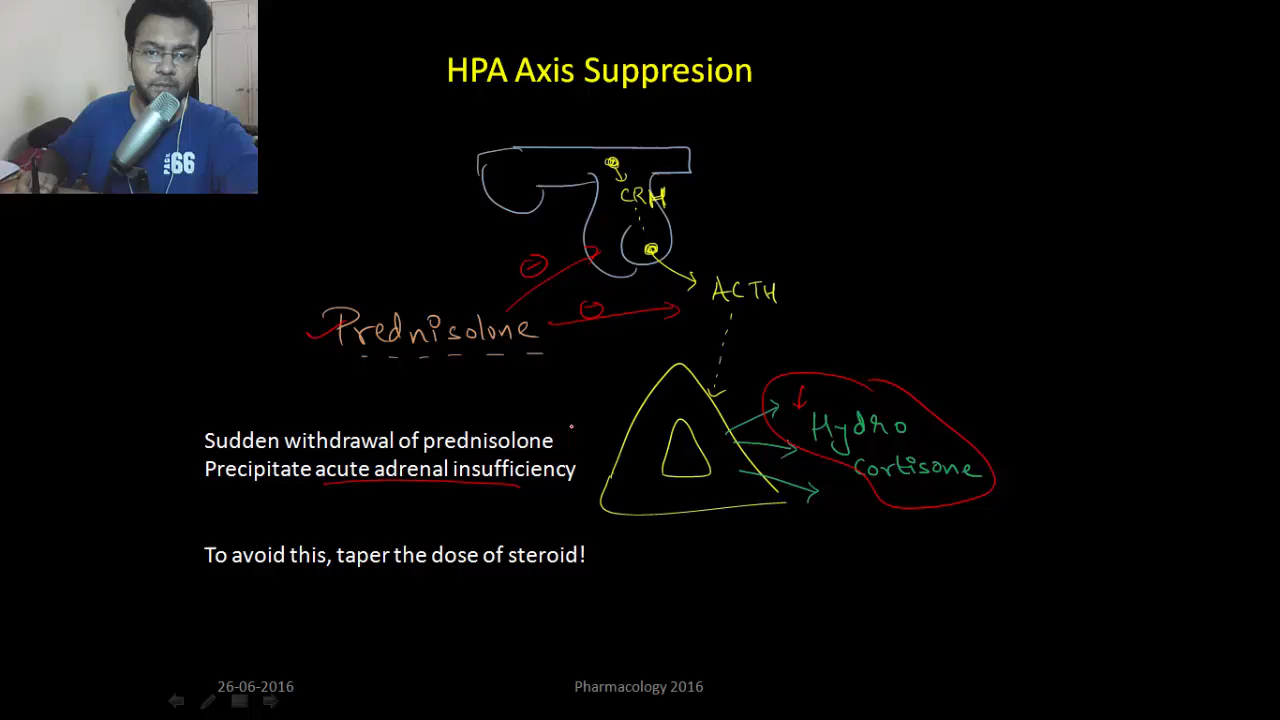 HPA Axis Suppresion
PACK
66
CRH
ACTH
Prednisolone
Hydro
cortisone
Sudden withdrawal of prednisolone
Precipitate acute adrenal insufficiency
To avoid this, taper the dose of steroid!
26-06-2016
Pharmacology 2016